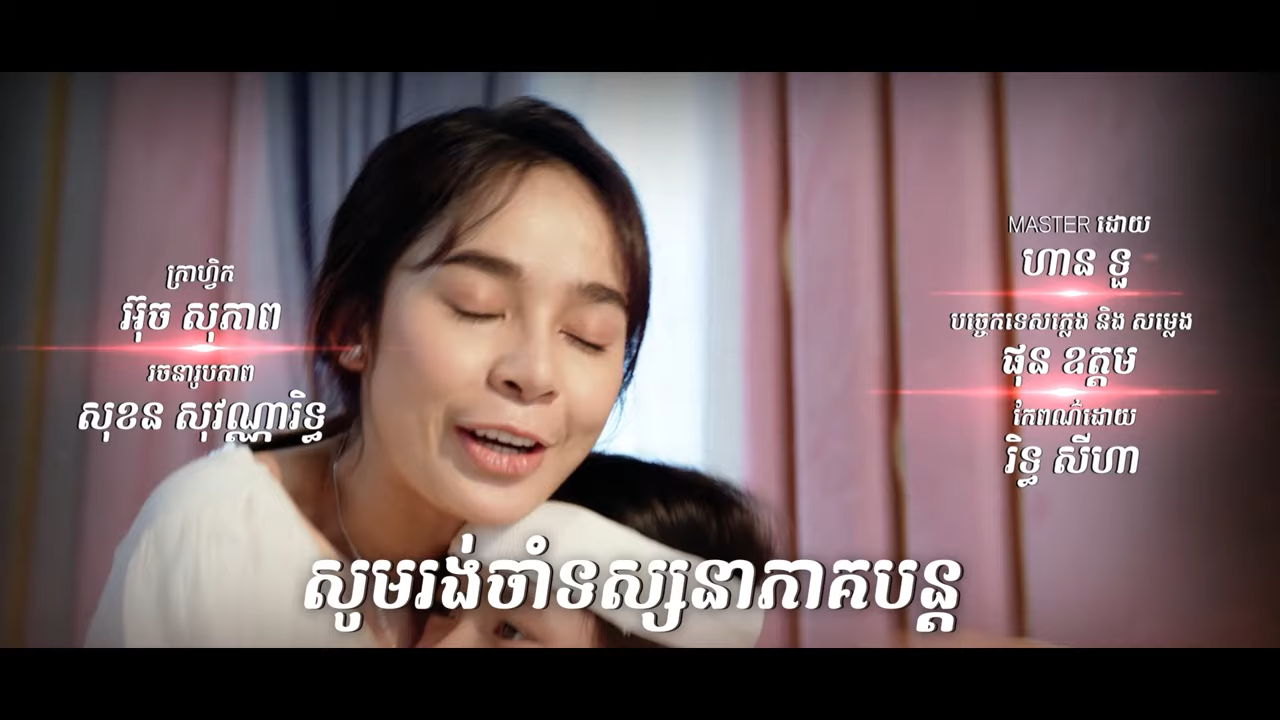 ក្រាហ្វិក
អ៊ុច សុភាព
រចនារូបភាព
សុខន សុវណ្ណារិទ្ធ
MASTER ដោយ
ហាន ទួ
បច្ចេកទេសភ្លេង និង សម្លេង
ផុន ឧត្តម
កែពណ៌ដោយ
រិទ្ធ សីហា
សូមរង់ចាំទស្សនាភាគបន្ត